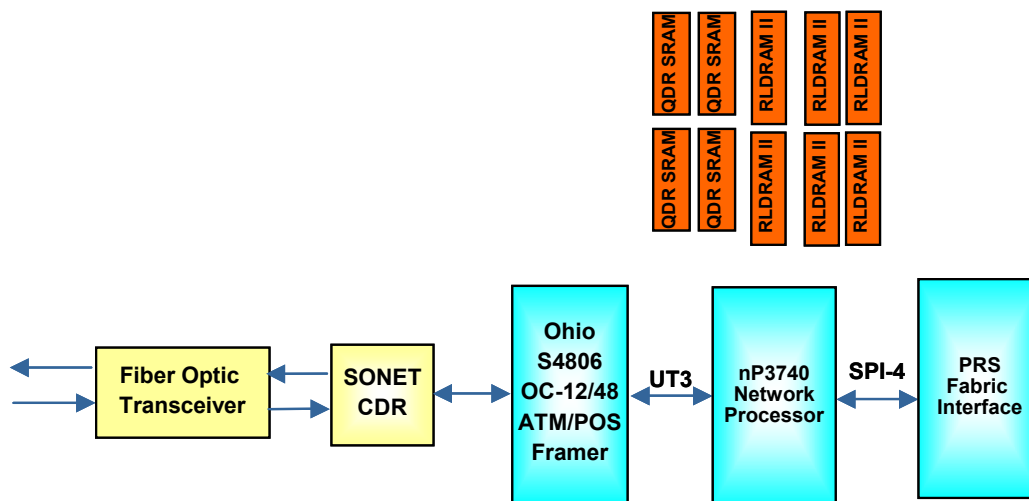 QDR SRAM
QDR SRAM
RLDRAM II
RLDRAM II
RLDRAM II
QDR SRAM
QDR SRAM
RLDRAM II
RLDRAM II
RLDRAM II
Fiber Optic
Transceiver
SONET
CDR
Ohio
S4806
OC-12/48
ATM/POS
Framer
UT3
nP3740
Network
Processor
SPI-4
PRS
Fabric
Interface